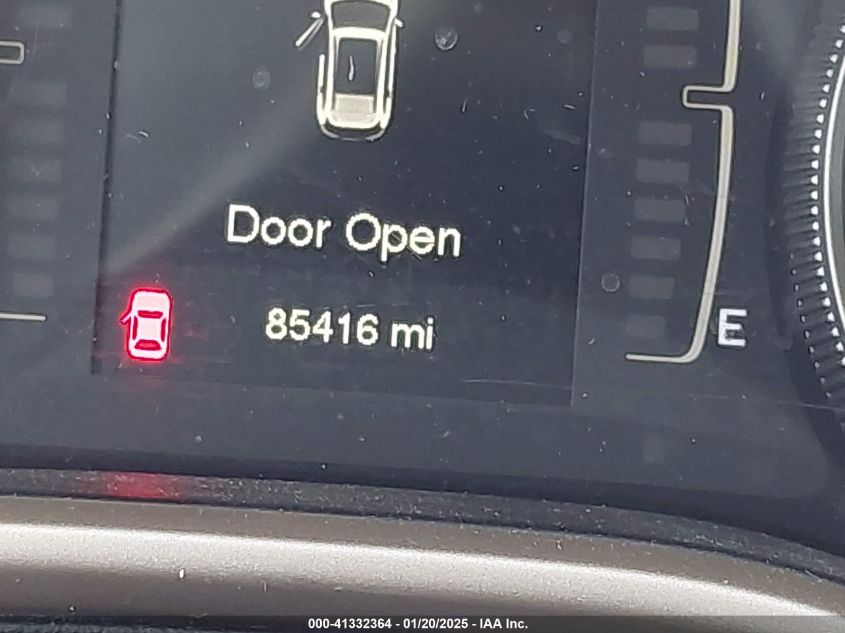 Door Open
85416 mi
E
000-41332364 - 01/20/2025 - IAA Inc.